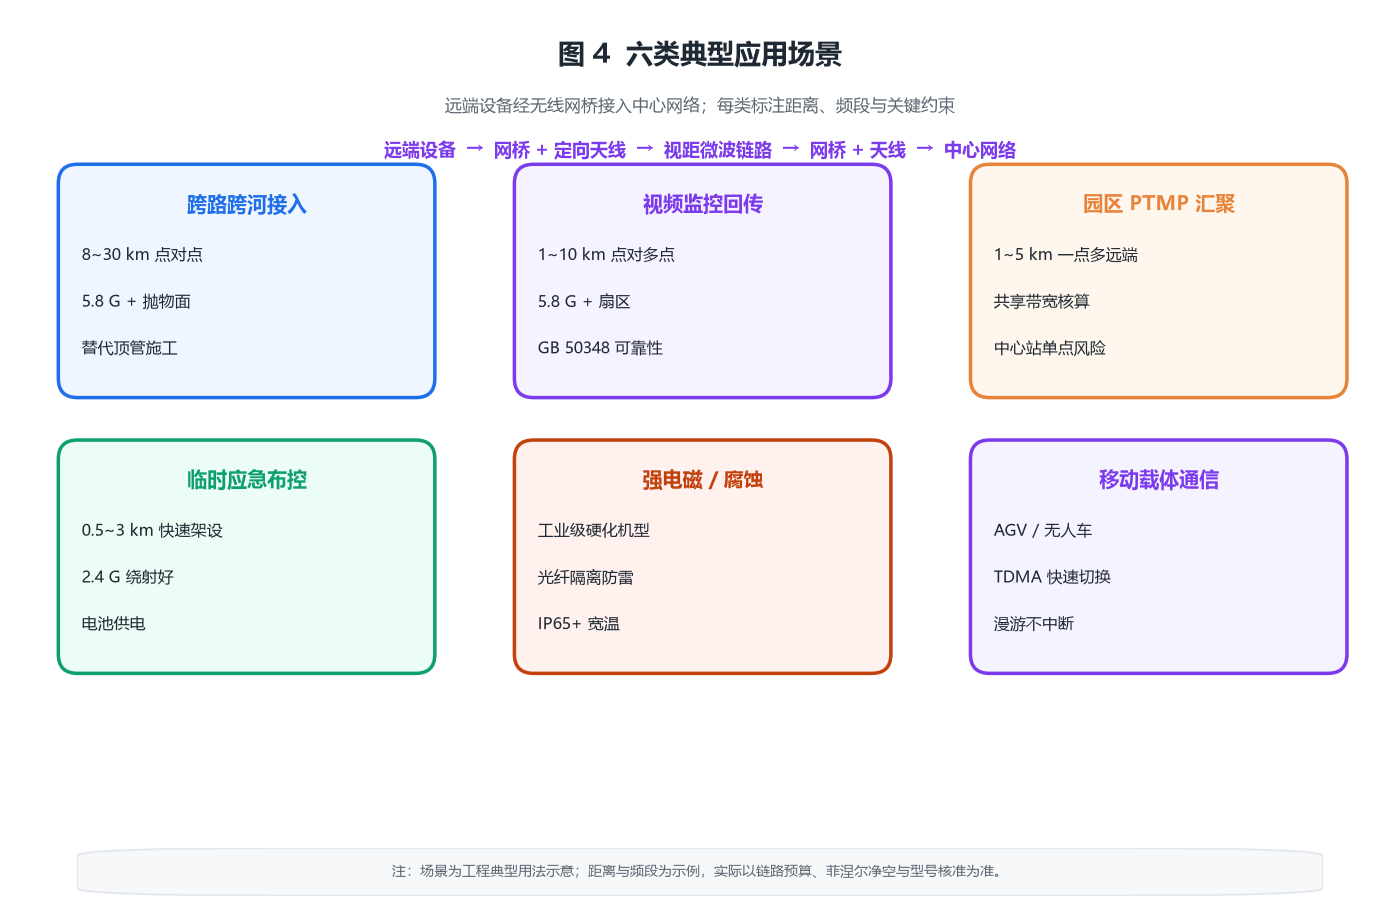 图 4 六类典型应用场景
远端设备经无线网桥接入中心网络；每类标注距离、频段与关键约束
远端设备 → 网桥 + 定向天线 → 视距微波链路 → 网桥 + 天线 → 中心网络
跨路跨河接入
8~30 km 点对点
5.8 G + 抛物面
替代顶管施工
视频监控回传
1~10 km 点对多点
5.8 G + 扇区
GB 50348 可靠性
园区 PTMP 汇聚
1~5 km 一点多远端
共享带宽核算
中心站单点风险
临时应急布控
0.5~3 km 快速架设
2.4 G 绕射好
电池供电
强电磁 / 腐蚀
工业级硬化机型
光纤隔离防雷
IP65+ 宽温
移动载体通信
AGV / 无人车
TDMA 快速切换
漫游不中断
注：场景为工程典型用法示意；距离与频段为示例，实际以链路预算、菲涅尔净空与型号核准为准。